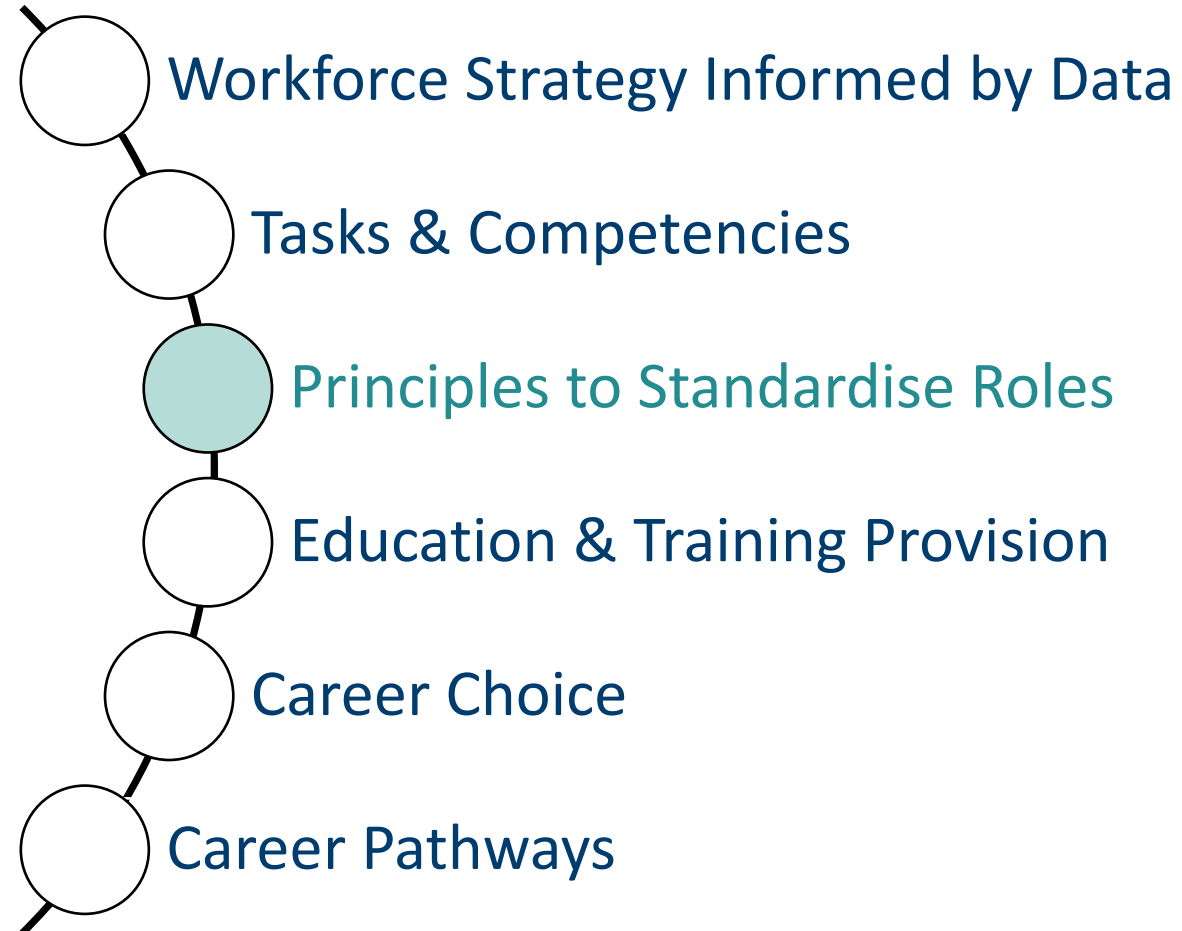 Workforce Strategy Informed by Data
Tasks & Competencies
Principles to Standardise Roles
Education & Training Provision
Career Choice
Career Pathways